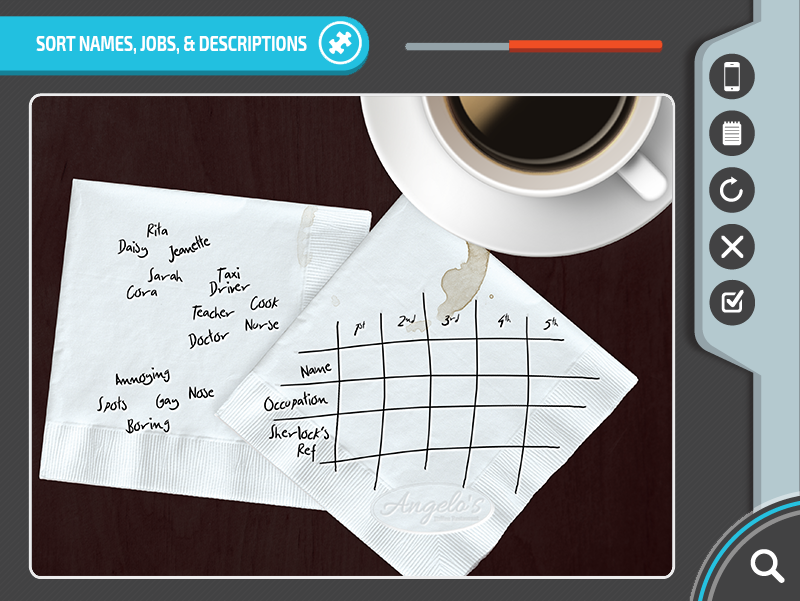 SORT NAMES, JOBS, & DESCRIPTIONS
Rita
Daisy Jeanette
Sarah Taxi
Cora Driver
Teacher Cook
Doctor Nurse
Annoying
Spots Gay Nose
Boring
1st 2nd 3rd 4th 5th
Name
Occupation
Sherlock's
Ref
Angelo's